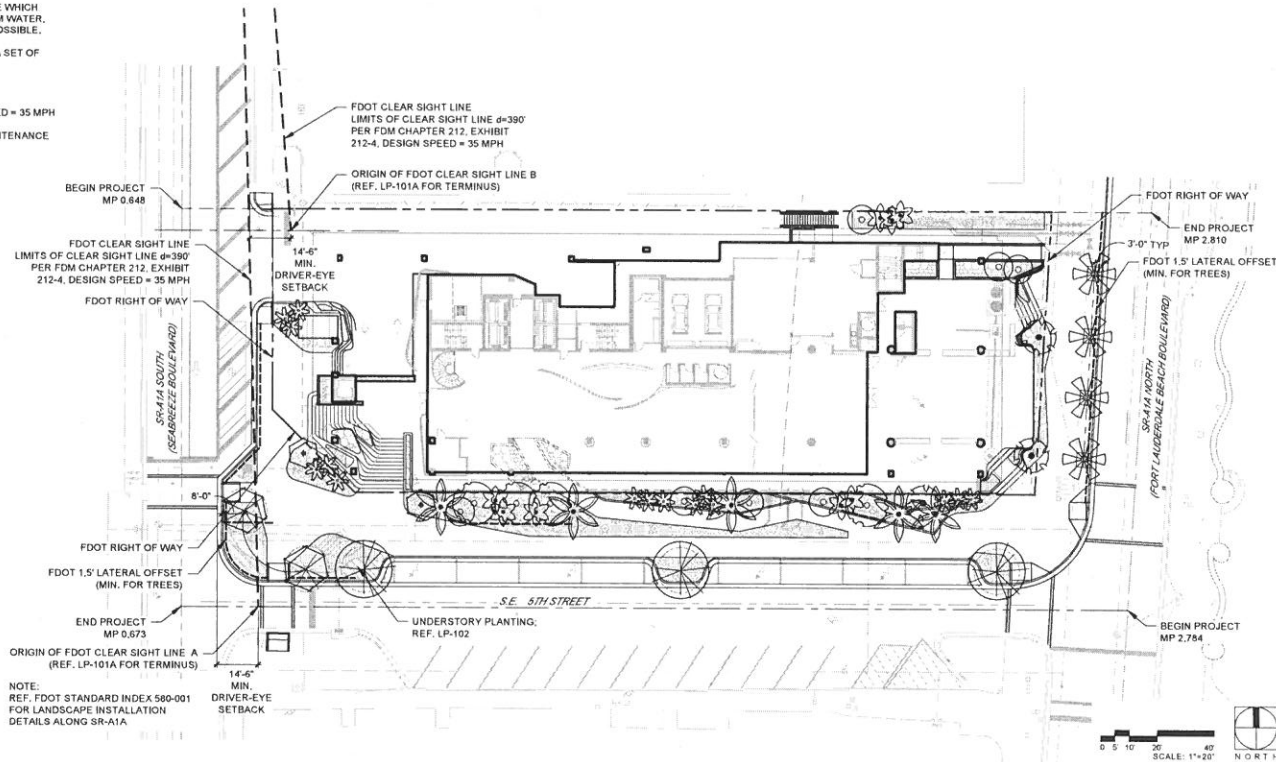 E WHICH
M WATER,
OSSIBLE,
A SET OF
ED = 35 MPH
NTENANCE
FDOT CLEAR SIGHT LINE
LIMITS OF CLEAR SIGHT LINE d=390'
PER FDM CHAPTER 212, EXHIBIT
212-4, DESIGN SPEED = 35 MPH
ORIGIN OF FDOT CLEAR SIGHT LINE B
(REF. LP-101A FOR TERMINUS)
BEGIN PROJECT
MP 0.648
FDOT CLEAR SIGHT LINE
LIMITS OF CLEAR SIGHT LINE d=390'
PER FDM CHAPTER 212, EXHIBIT
212-4, DESIGN SPEED = 35 MPH
14'-6"
MIN.
DRIVER-EYE
SETBACK
FDOT RIGHT OF WAY
SR-A1A SOUTH
(SEABREEZE BOULEVARD)
FDOT RIGHT OF WAY
END PROJECT
MP 2.810
3'-0" TYP
FDOT 1.5' LATERAL OFFSET
(MIN. FOR TREES)
SR-A1A NORTH
(FORT LAUDERDALE BEACH BOULEVARD)
8'-0"
FDOT RIGHT OF WAY
FDOT 1.5' LATERAL OFFSET
(MIN. FOR TREES)
END PROJECT
MP 0.673
ORIGIN OF FDOT CLEAR SIGHT LINE A
(REF. LP-101A FOR TERMINUS)
14'-6"
MIN.
DRIVER-EYE
SETBACK
S.E. 5TH STREET
UNDERSTORY PLANTING;
REF. LP-102
BEGIN PROJECT
MP 2.784
NOTE:
REF. FDOT STANDARD INDEX 580-001
FOR LANDSCAPE INSTALLATION
DETAILS ALONG SR-A1A
0 5' 10' 20' 40'
SCALE: 1"=20'
NORTH